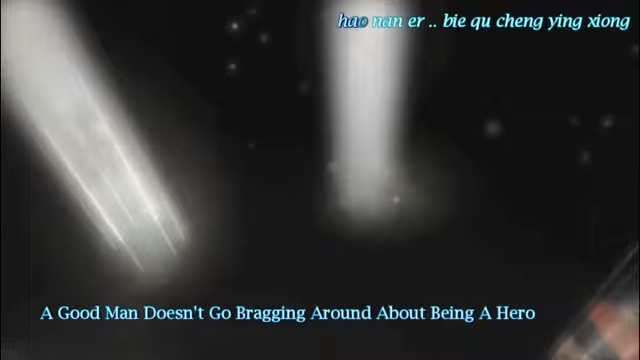 hao nan er .. bie qu cheng ying xiong
A Good Man Doesn't Go Bragging Around About Being A Hero